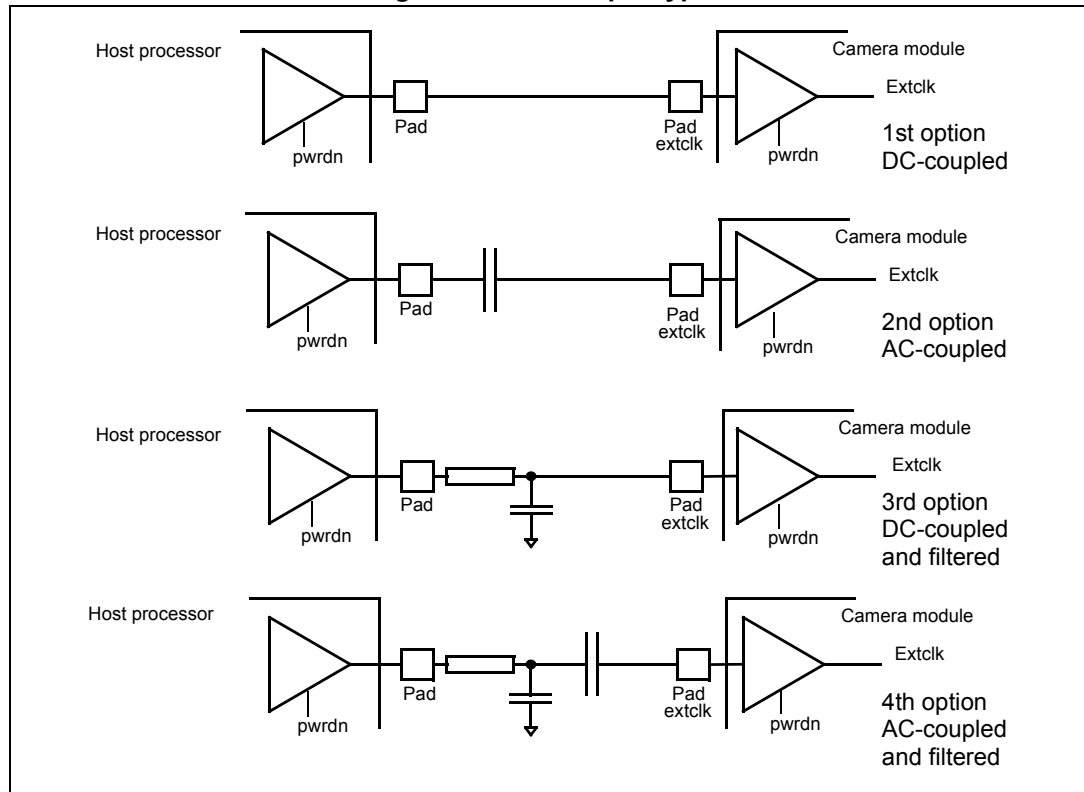 Host processor
Camera module
Extclk
Pad
Pad
extclk
pwrdn
pwrdn
1st option
DC-coupled
Host processor
Camera module
Extclk
Pad
Pad
extclk
pwrdn
pwrdn
2nd option
AC-coupled
Host processor
Camera module
Extclk
Pad
Pad
extclk
pwrdn
pwrdn
3rd option
DC-coupled
and filtered
Host processor
Camera module
Extclk
Pad
Pad
extclk
pwrdn
pwrdn
4th option
AC-coupled
and filtered